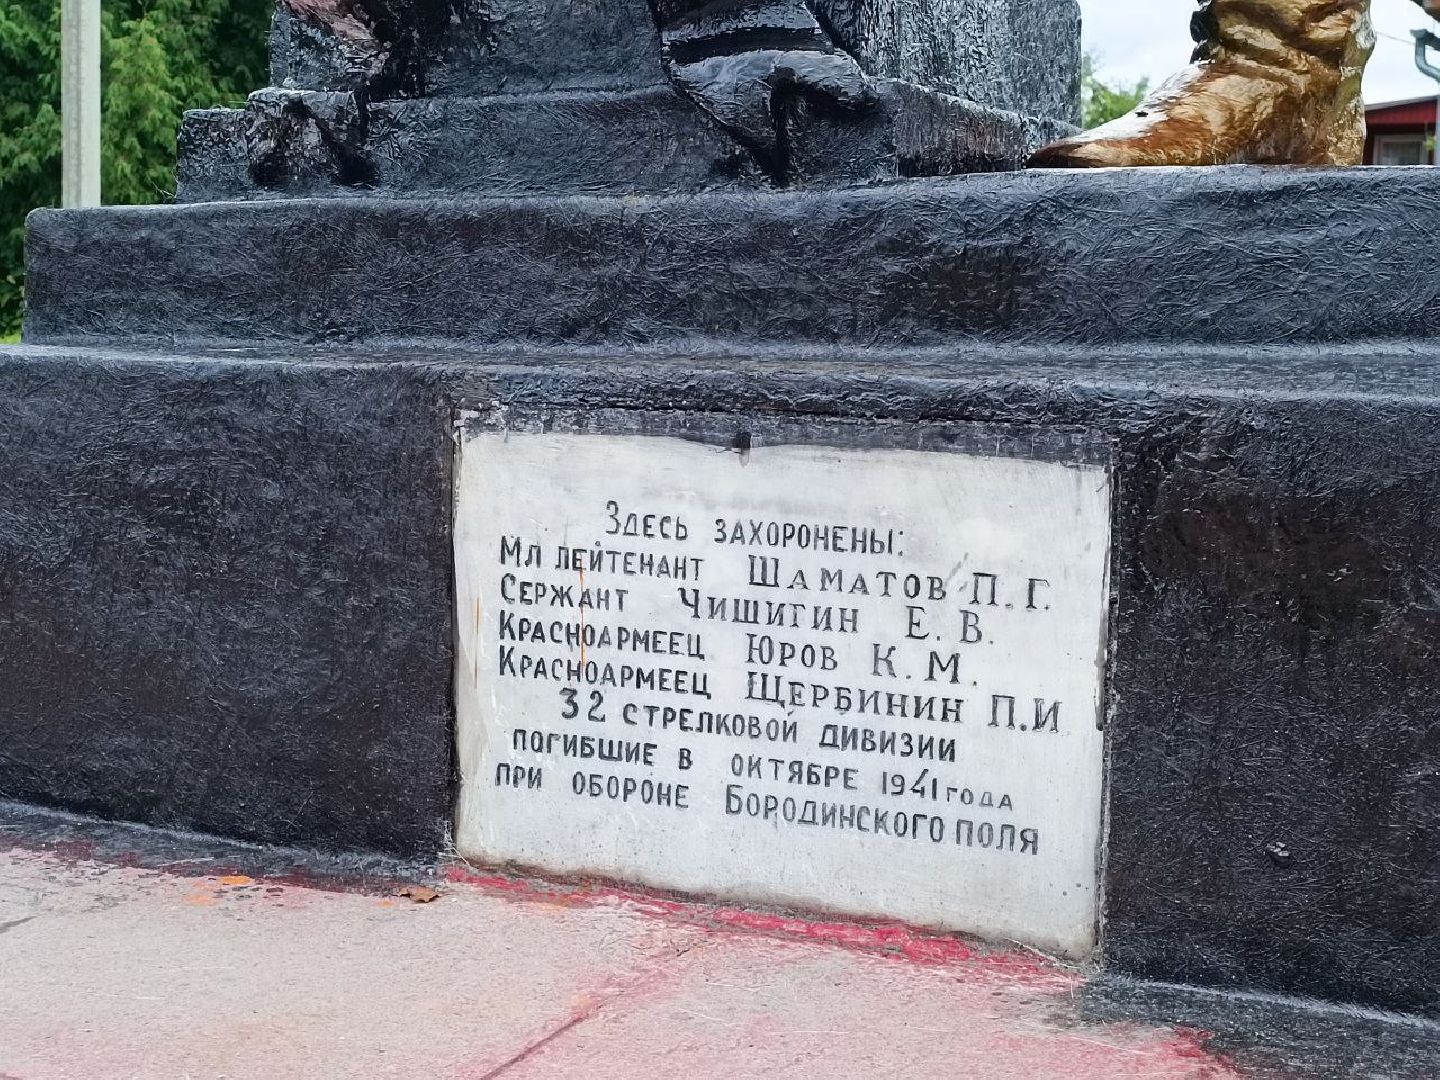 Здесь захоронены:
Мл лейтенант Шаматов П. Г.
Сержант Чишигин Е. В.
Красноармеец Юров К. М.
Красноармеец Щербинин П.И
32 стрелковой дивизии
погибшие в октябре 1941 года
при обороне Бородинского поля